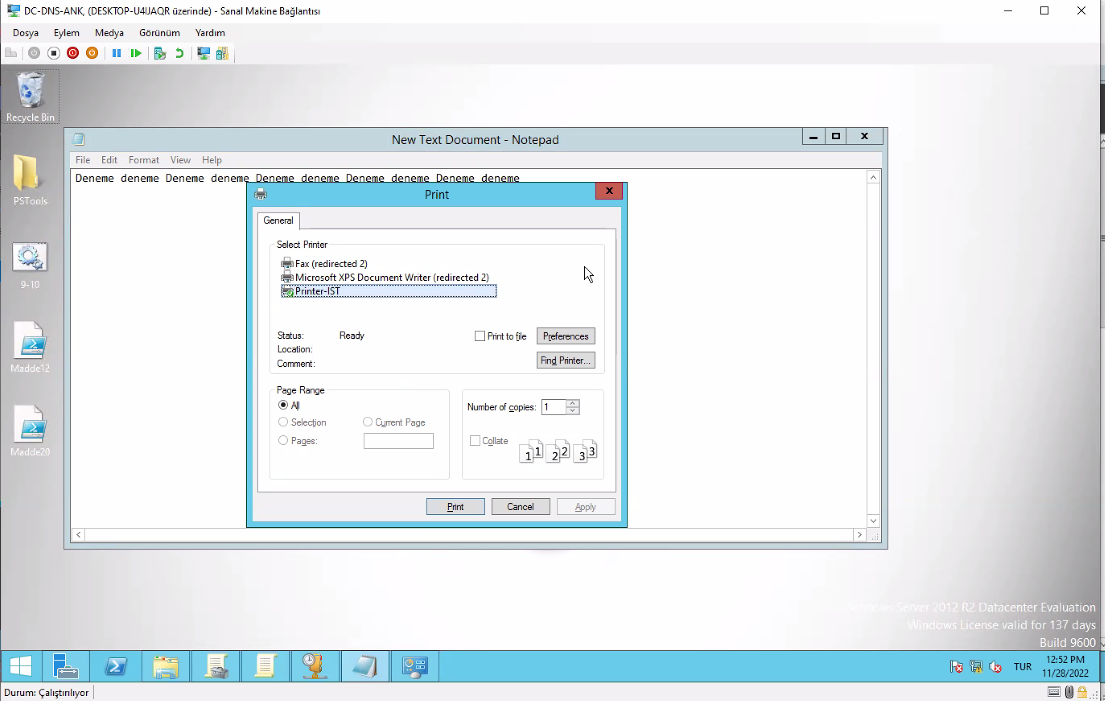 DC-DNS-ANK, (DESKTOP-U4IJAQR üzerinde) - Sanal Makine Bağlantısı
Dosya Eylem Medya Görünüm Yardım
Recycle Bin
New Text Document - Notepad
File Edit Format View Help
Deneme deneme Deneme deneme Deneme deneme Deneme deneme Deneme deneme
PSTools
Print
General
Select Printer
Fax (redirected 2)
Microsoft XPS Document Writer (redirected 2)
Printer-IST
9-10
Status: Ready
Print to file
Preferences
Location:
Comment:
Find Printer...
Madde12
Page Range
All
Selection
Current Page
Pages:
Number of copies: 1
Collate
1 1 2 2 3 3
Madde20
Print Cancel Apply
Server 2012 R2 Datacenter Evaluation
Windows License valid for 137 days
Build 9600
TUR
12:52 PM
11/28/2022
Durum: Çalıştırılıyor